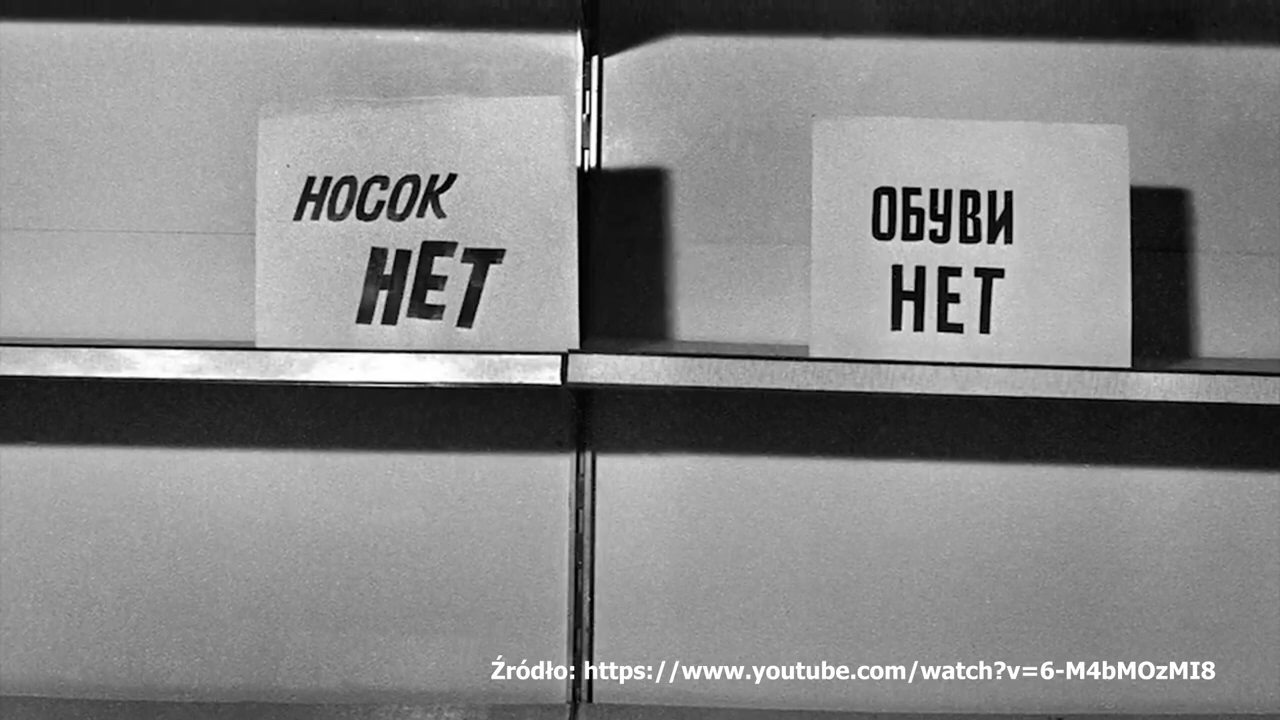 НОСОК
НЕТ
ОБУВИ
НЕТ
Źródło: https://www.youtube.com/watch?v=6-M4bMOzMI8